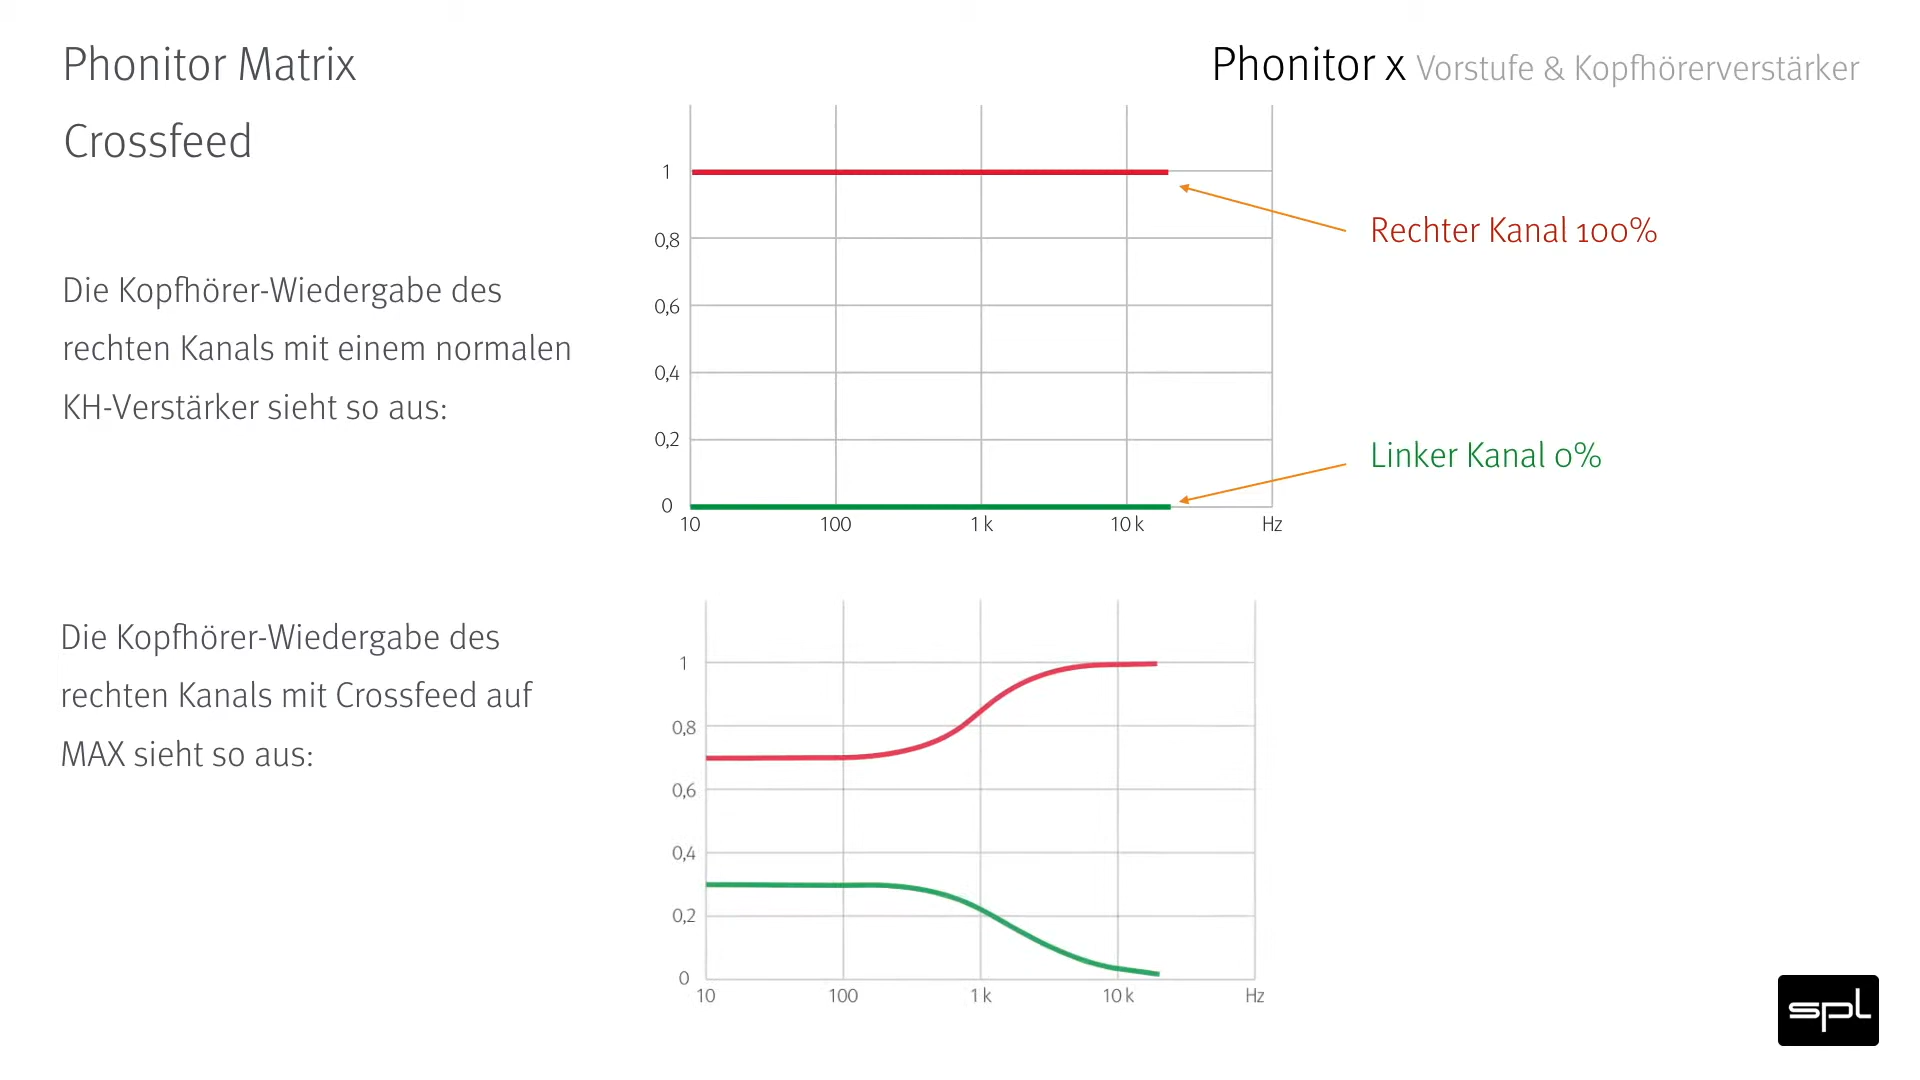 Phonitor Matrix
Phonitor x Vorstufe & Kopfhörerverstärker
Crossfeed
Die Kopfhörer-Wiedergabe des
rechten Kanals mit einem normalen
KH-Verstärker sieht so aus:
1
0,8
0,6
0,4
0,2
0
10 100 1 k 10 k Hz
Rechter Kanal 100%
Linker Kanal 0%
Die Kopfhörer-Wiedergabe des
rechten Kanals mit Crossfeed auf
MAX sieht so aus:
1
0,8
0,6
0,4
0,2
0
10 100 1 k 10 k Hz
spl